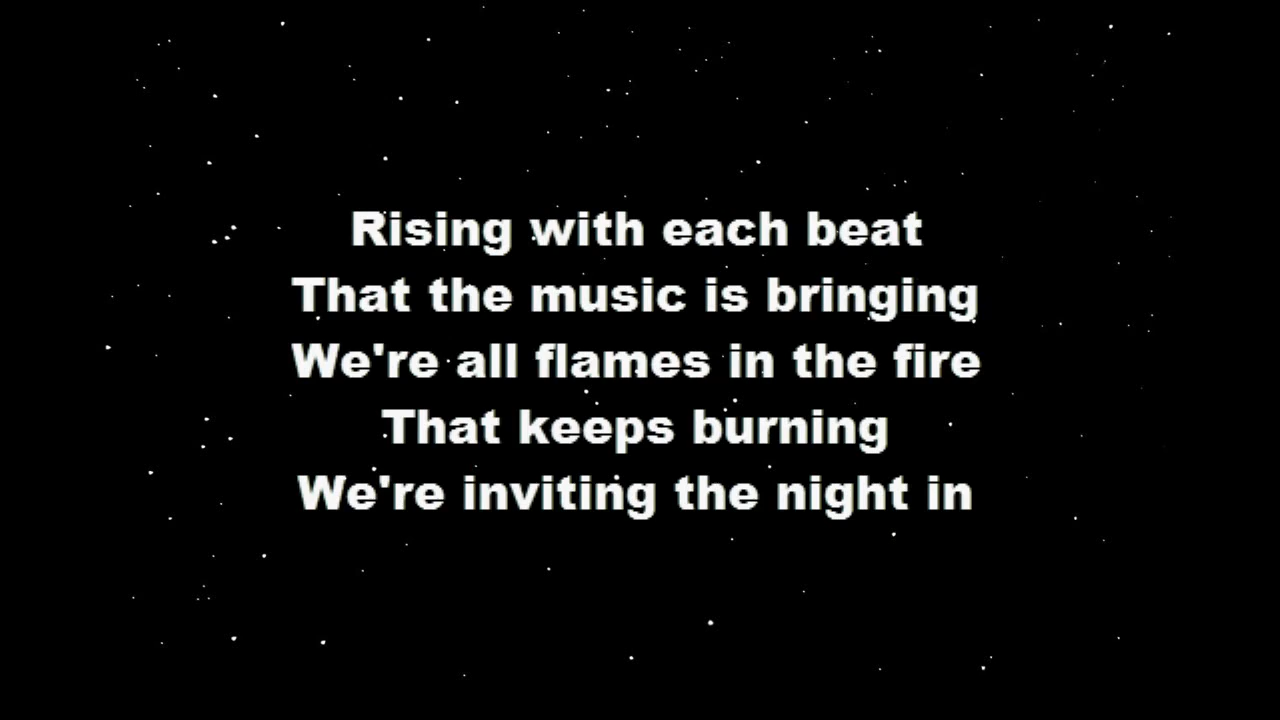 Rising with each beat
That the music is bringing
We're all flames in the fire
That keeps burning
We're inviting the night in